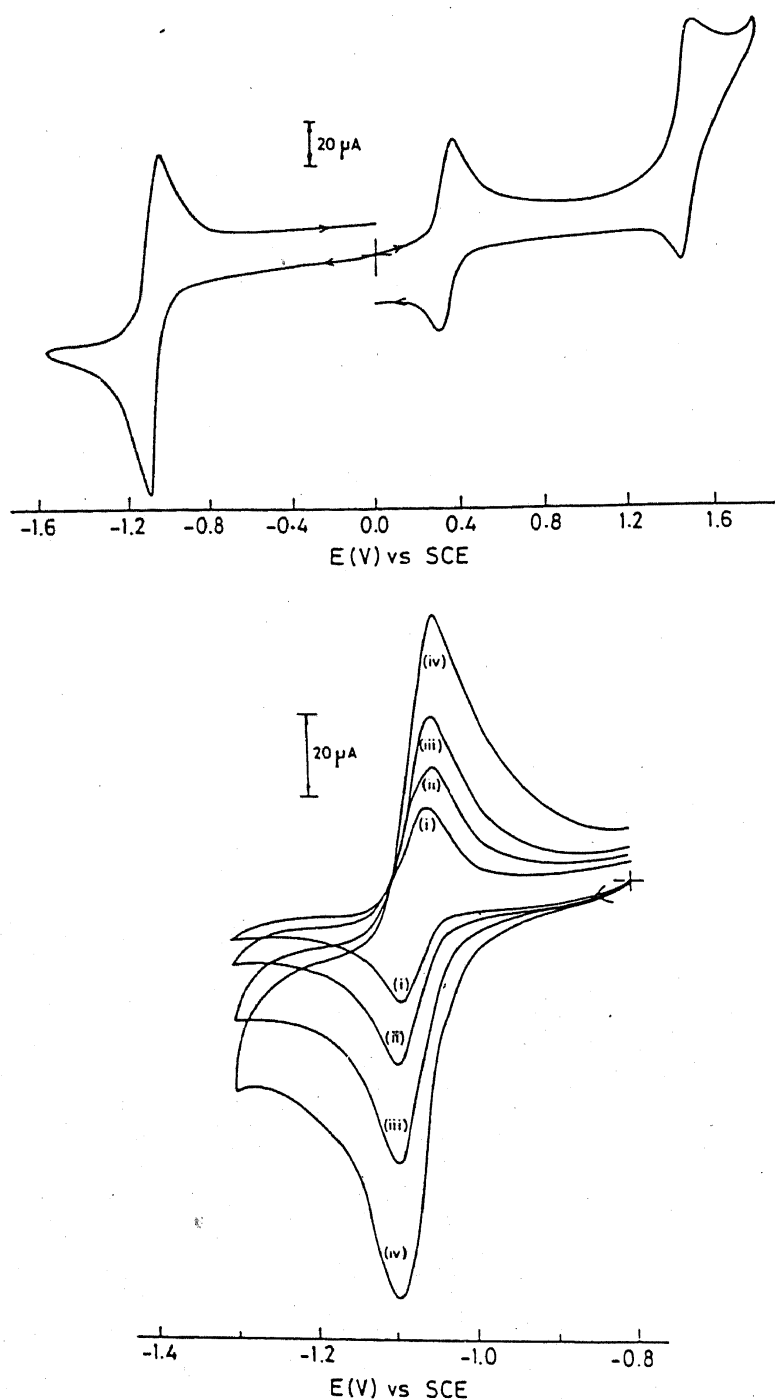 20 µA
-1.6 -1.2 -0.8 -0.4 0.0 0.4 0.8 1.2 1.6
E(V) vs SCE
(iv)
20 µA
(iii)
(ii)
(i)
(i)
(ii)
(iii)
(iv)
-1.4 -1.2 -1.0 -0.8
E(V) vs SCE